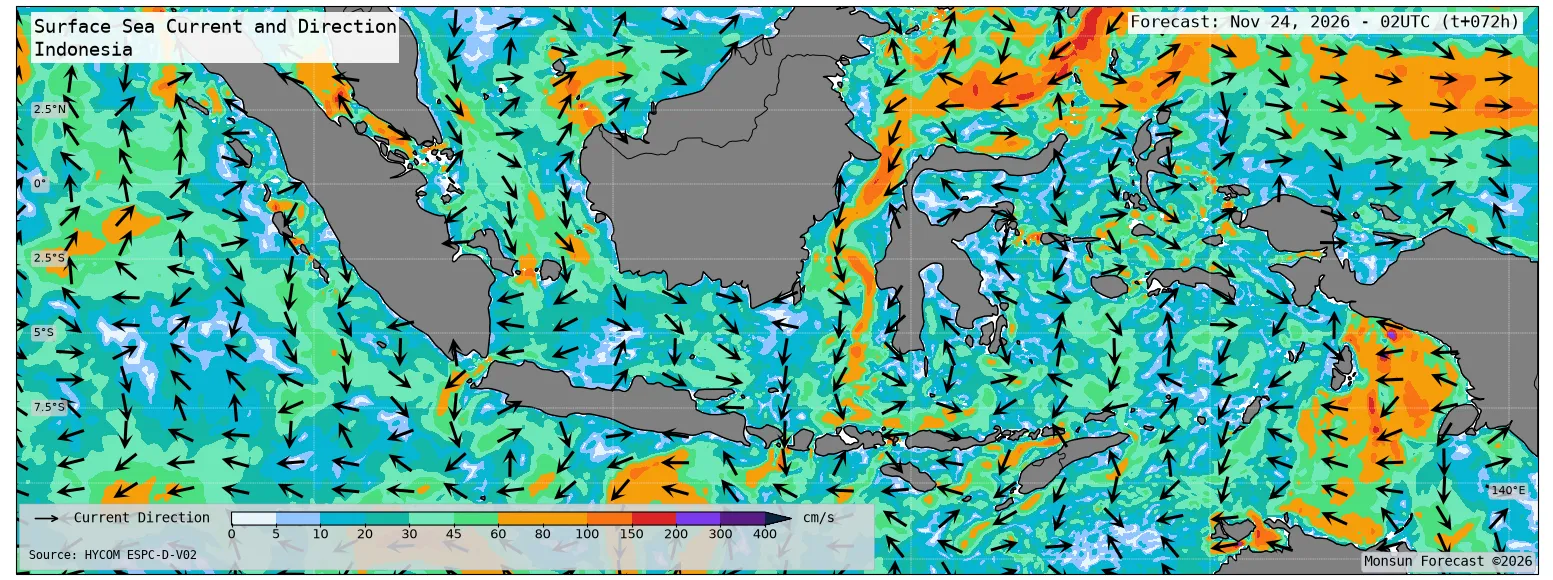 Surface Sea Current and Direction
Indonesia
Forecast: Nov 24, 2026 - 02UTC (t+072h)
2.5°N
0°
2.5°S
5°S
7.5°S
140°E
Current Direction
0 5 10 20 30 45 60 80 100 150 200 300 400 cm/s
Source: HYCOM ESPC-D-V02
Monsun Forecast ©2026